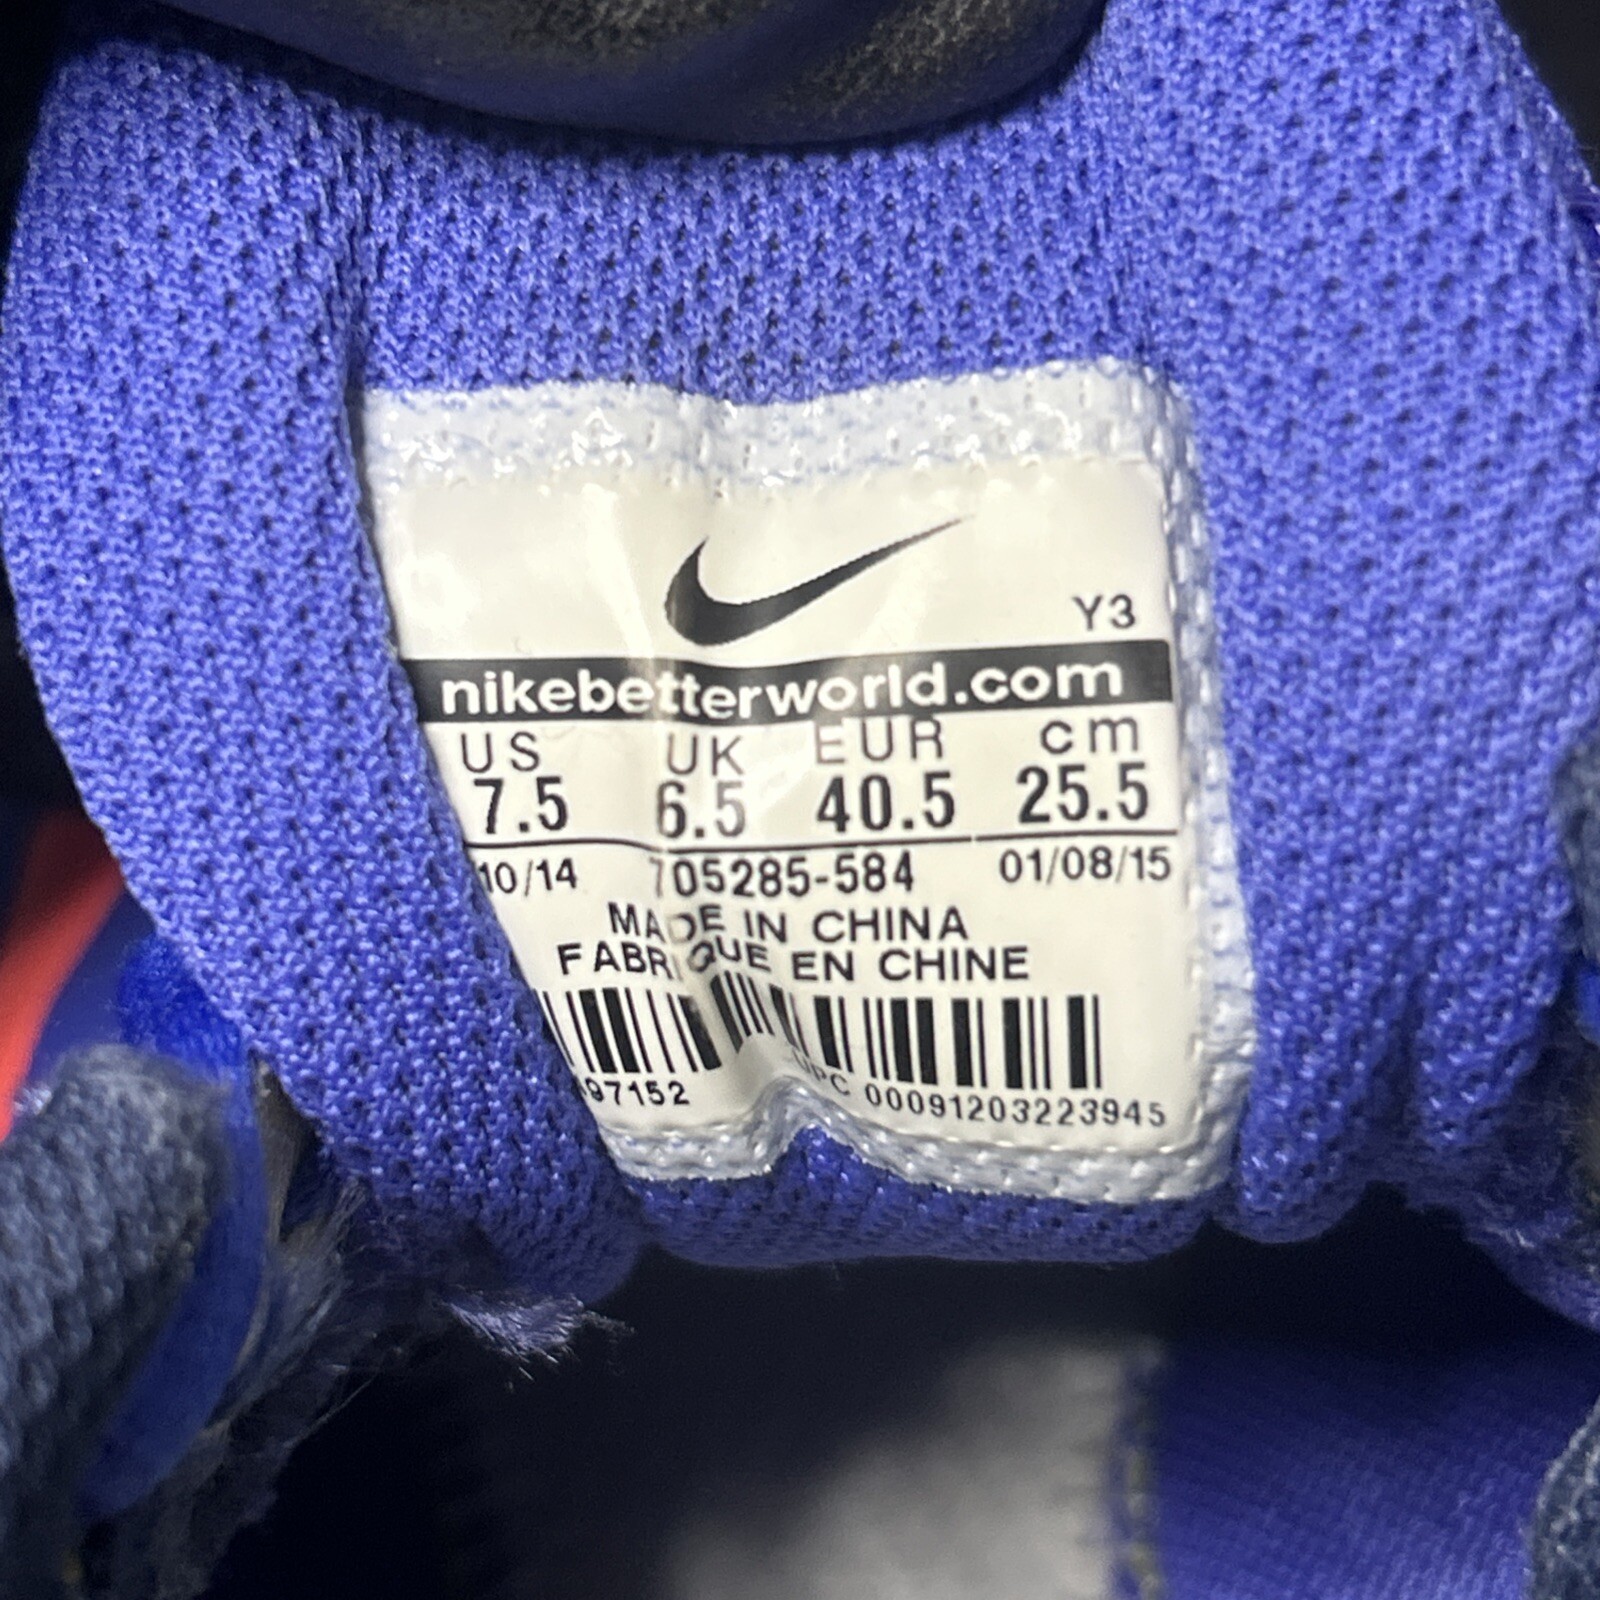 Y3
nikebetterworld.com
US UK EUR cm
7.5 6.5 40.5 25.5
10/14 705285-584 01/08/15
MADE IN CHINA
FABRIQUE EN CHINE
97152 UPC 00091203223945